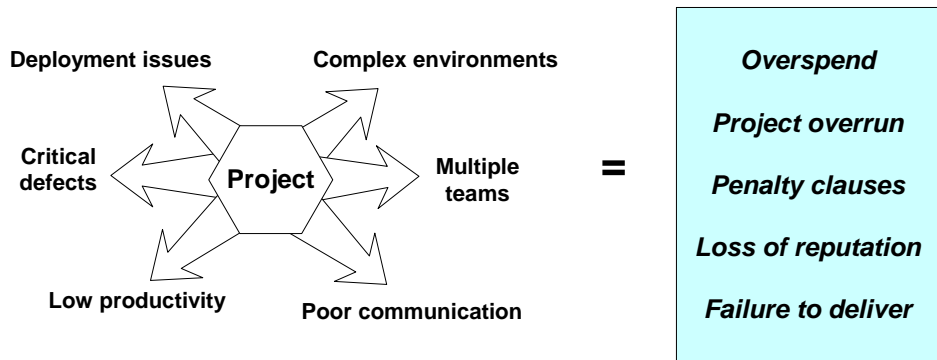 Deployment issues
Complex environments
Critical
defects
Project
Multiple
teams
Low productivity
Poor communication
=
Overspend
Project overrun
Penalty clauses
Loss of reputation
Failure to deliver